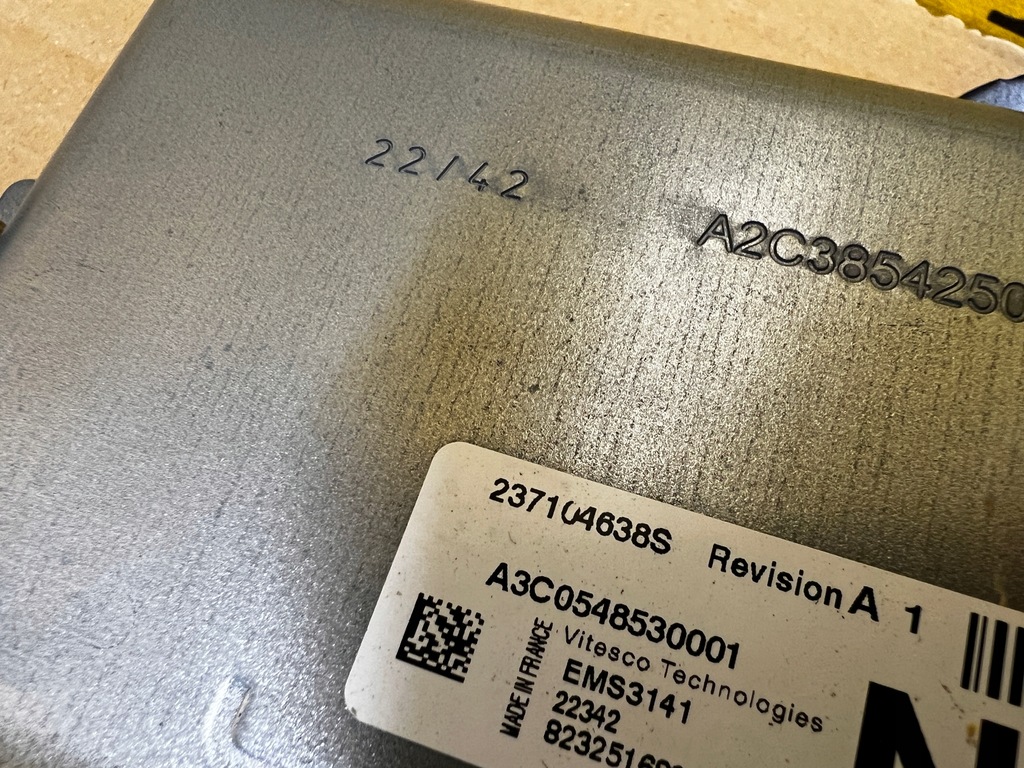 22/42
A2C3854250
237104638S Revision A 1
A3C0548530001
Vitesco Technologies
EMS3141
22342
MADE IN FRANCE
N